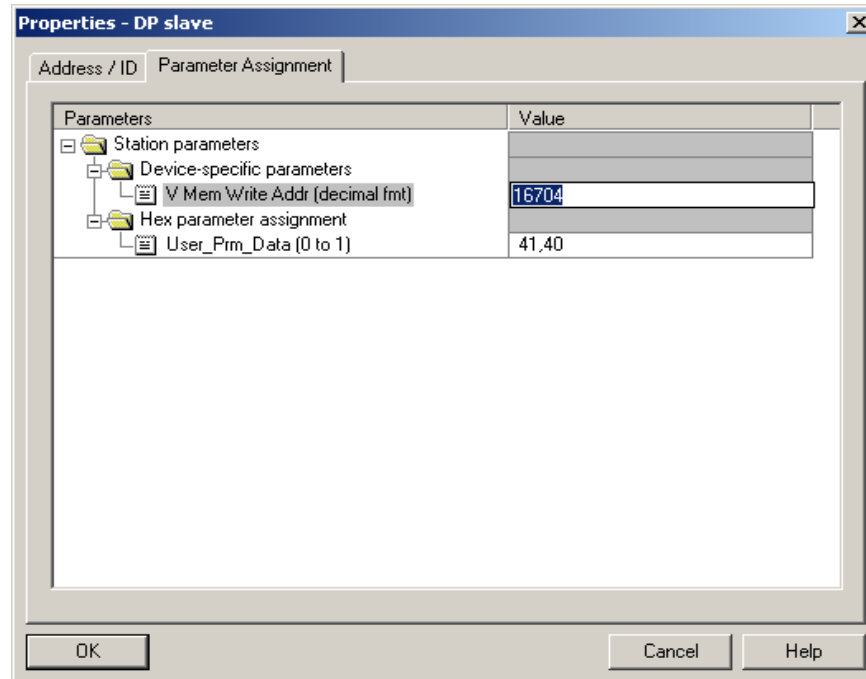 Properties - DP slave
Address / ID Parameter Assignment
Parameters Value
Station parameters
Device-specific parameters
V Mem Write Addr (decimal fmt) 16704
Hex parameter assignment
User_Prm_Data (0 to 1) 41,40
OK Cancel Help